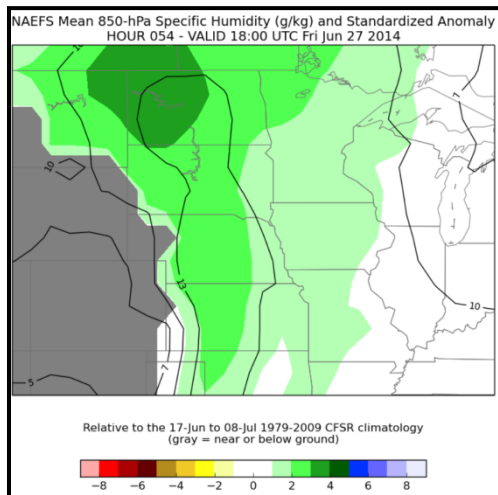 NAEFS Mean 850-hPa Specific Humidity (g/kg) and Standardized Anomaly
HOUR 054 - VALID 18:00 UTC Fri Jun 27 2014
10
7
10
13
10
7
5
Relative to the 17-Jun to 08-Jul 1979-2009 CFSR climatology
(gray = near or below ground)
−8 −6 −4 −2 0 2 4 6 8